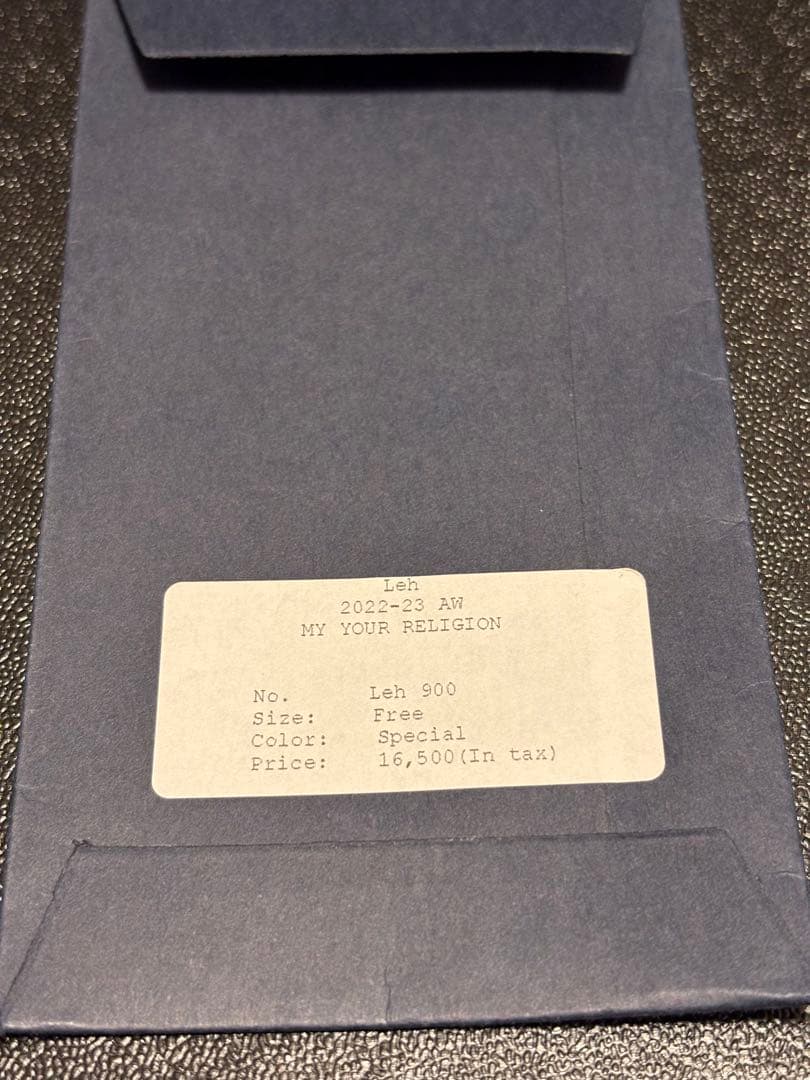 Leh
2022-23 AW
MY YOUR RELIGION
No. Leh 900
Size: Free
Color: Special
Price: 16,500(In tax)